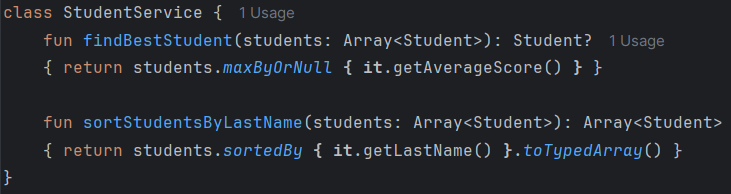 class StudentService {  1 Usage
    fun findBestStudent(students: Array<Student>): Student?  1 Usage
    { return students.maxByOrNull { it.getAverageScore() } }

    fun sortStudentsByLastName(students: Array<Student>): Array<Student>
    { return students.sortedBy { it.getLastName() }.toTypedArray() }
}